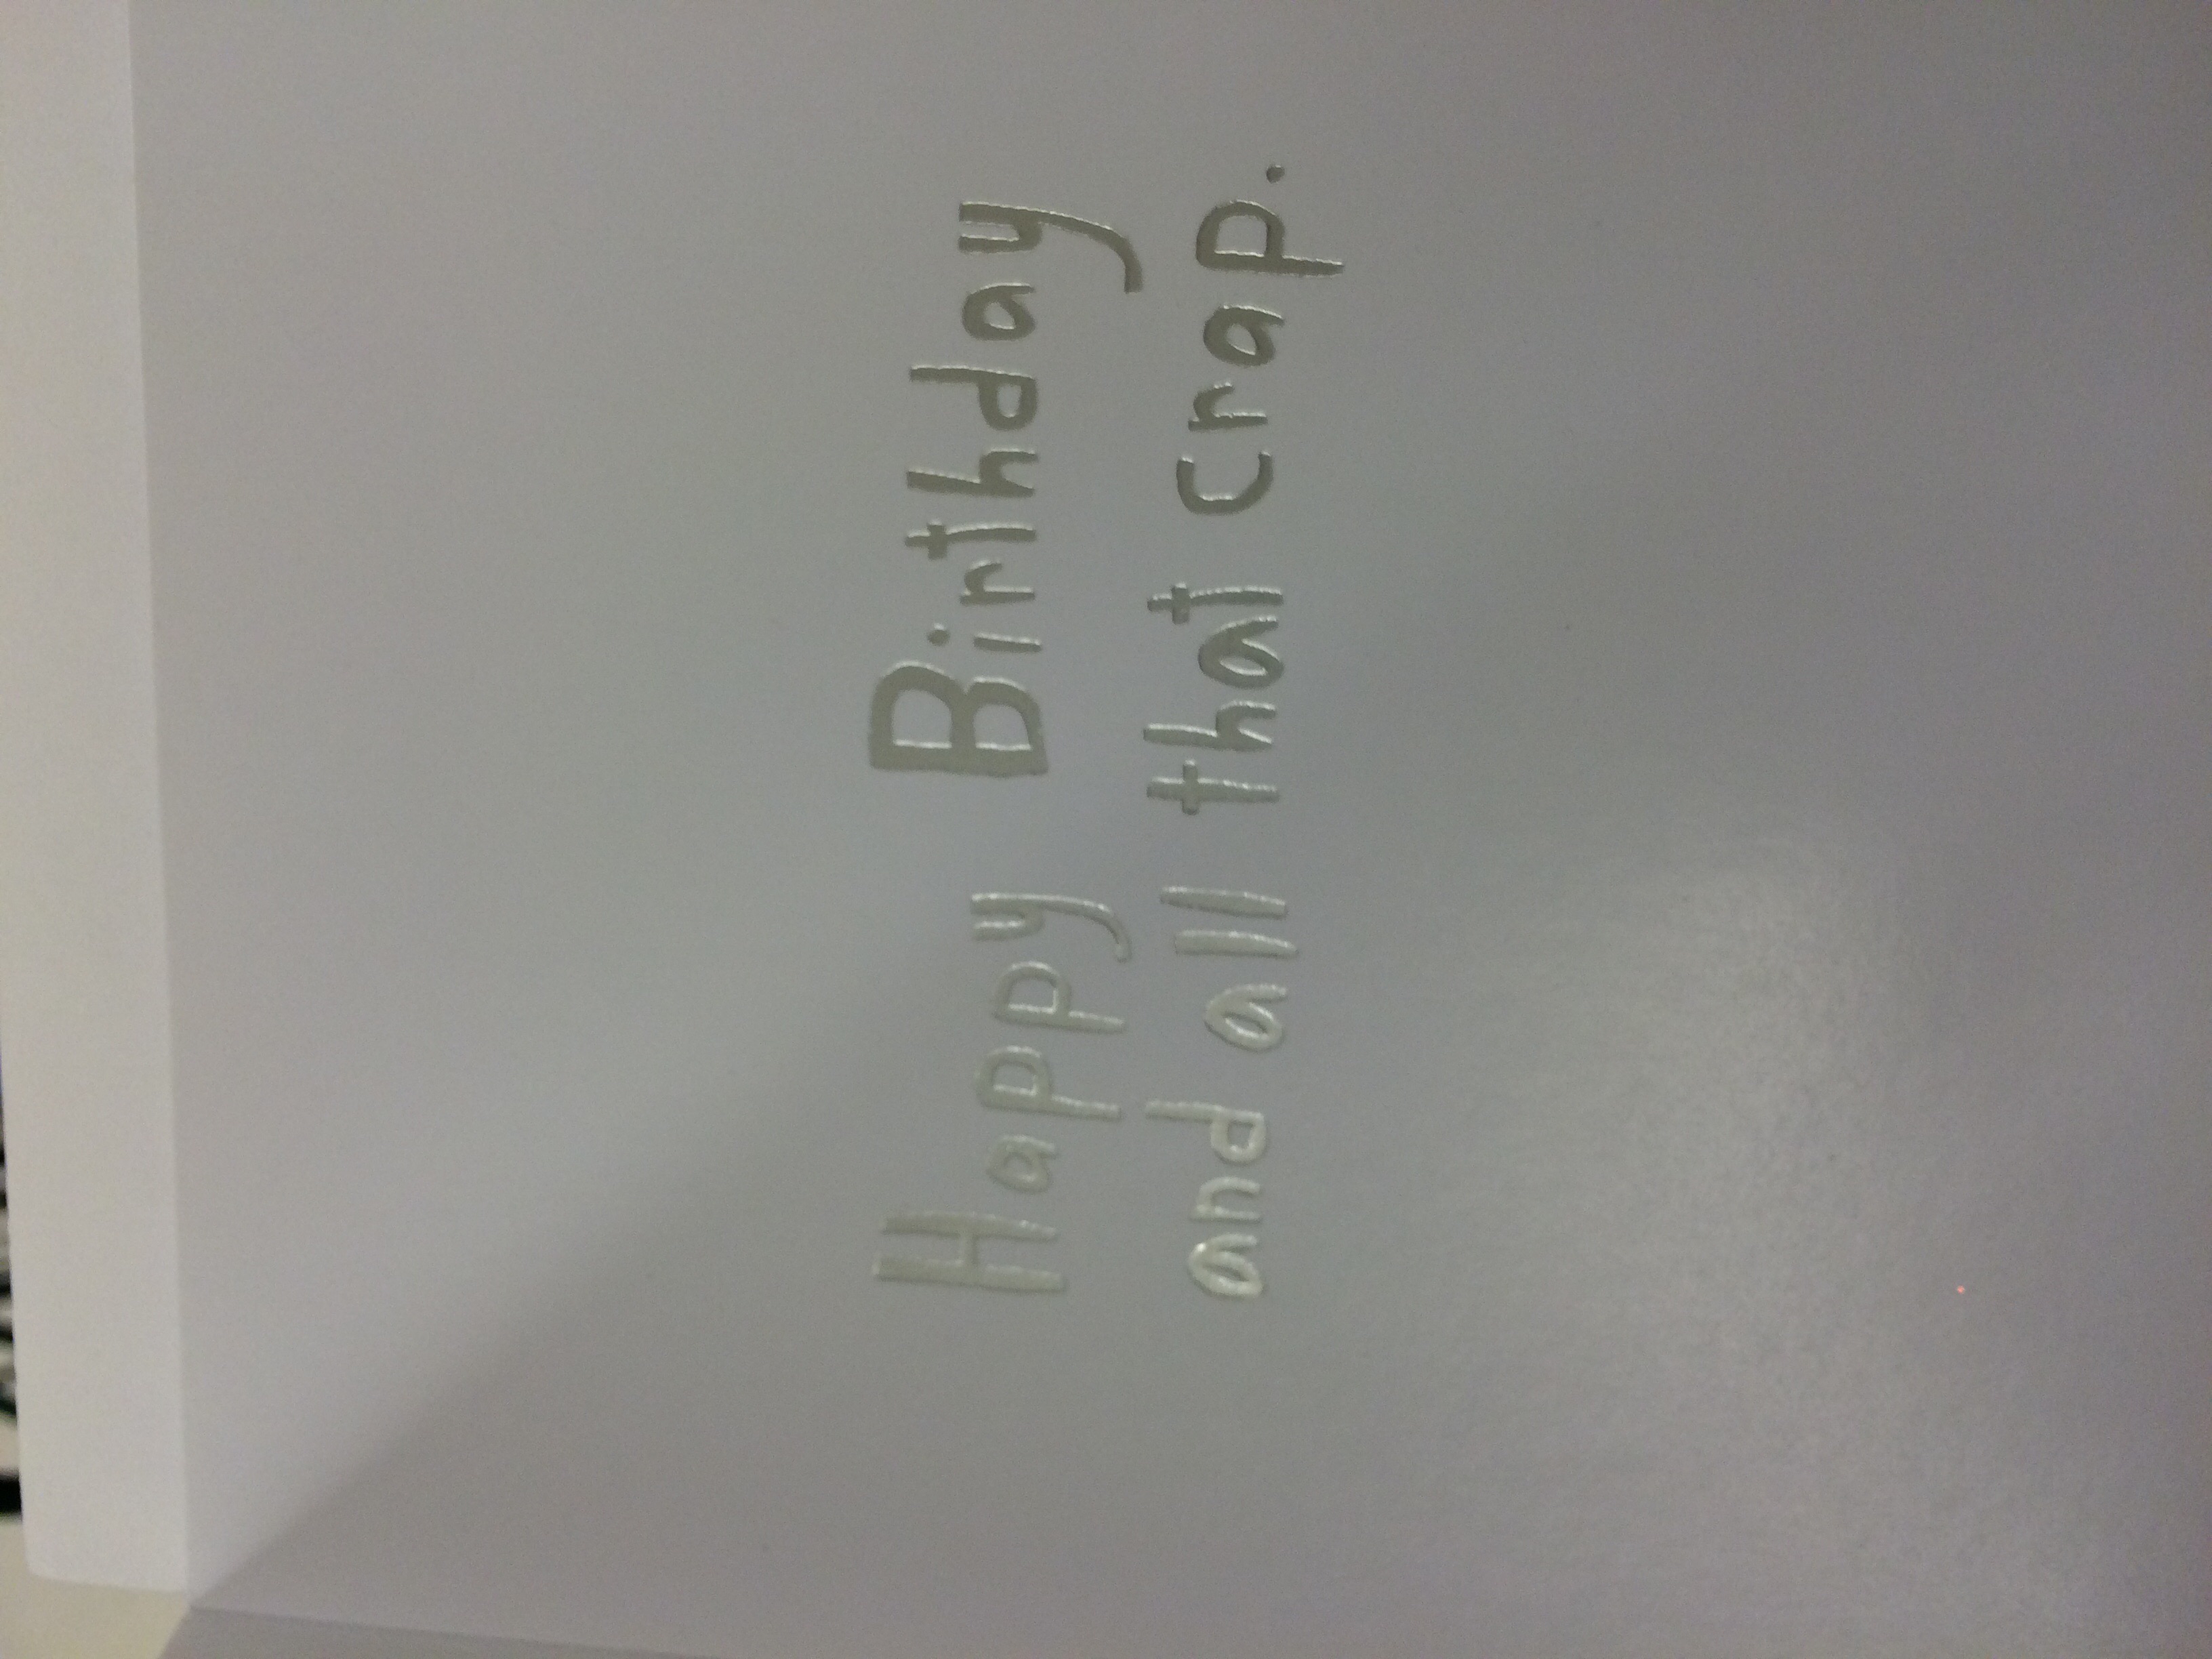 Happy Birthday
and all that crap.